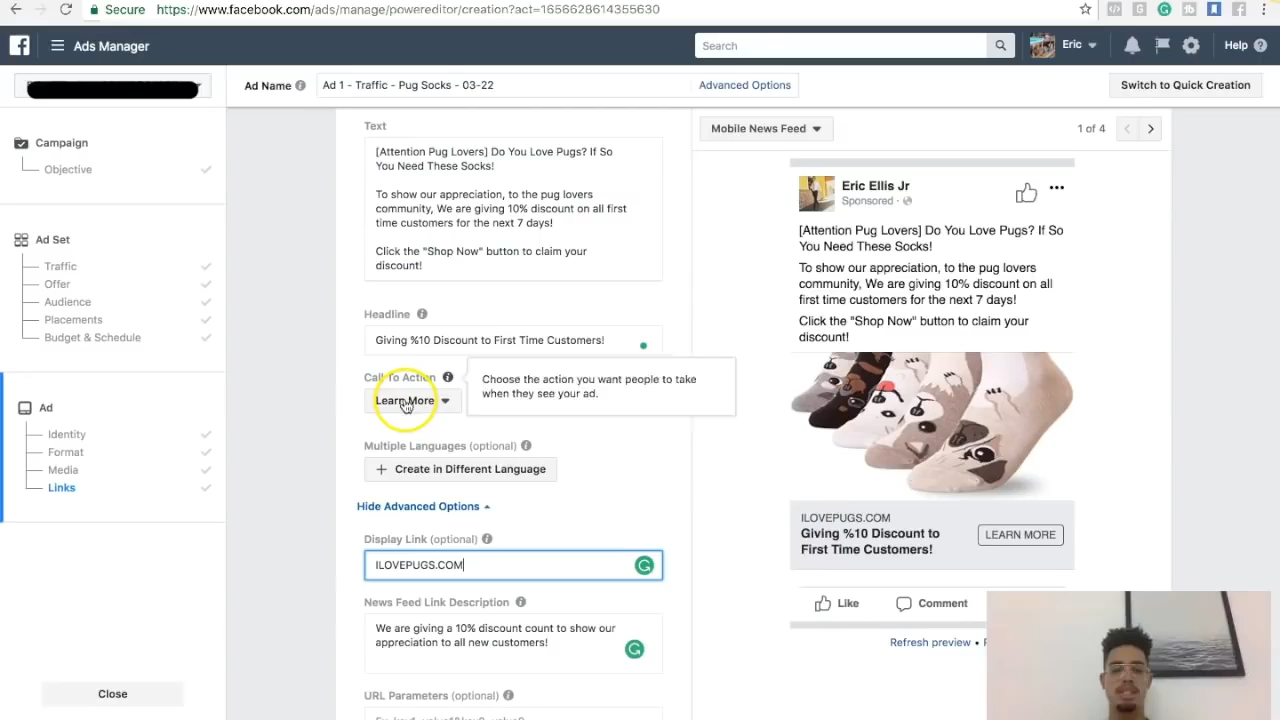 Secure
https://www.facebook.com/ads/manage/powereditor/creation?act=1656628614355630
Ads Manager
Search
Eric
Help
Ad Name
Ad 1 - Traffic - Pug Socks - 03-22
Advanced Options
Switch to Quick Creation
Campaign
Objective
Ad Set
Traffic
Offer
Audience
Placements
Budget & Schedule
Ad
Identity
Format
Media
Links
Close
Text
[Attention Pug Lovers] Do You Love Pugs? If So
You Need These Socks!
To show our appreciation, to the pug lovers
community, We are giving 10% discount on all first
time customers for the next 7 days!
Click the "Shop Now" button to claim your
discount!
Headline
Giving %10 Discount to First Time Customers!
Call To Action
Choose the action you want people to take
when they see your ad.
Learn More
Multiple Languages (optional)
Create in Different Language
Hide Advanced Options
Display Link (optional)
ILOVEPUGS.COM
News Feed Link Description
We are giving a 10% discount count to show our
appreciation to all new customers!
URL Parameters (optional)
Mobile News Feed
1 of 4
Eric Ellis Jr
Sponsored
[Attention Pug Lovers] Do You Love Pugs? If So
You Need These Socks!
To show our appreciation, to the pug lovers
community, We are giving 10% discount on all
first time customers for the next 7 days!
Click the "Shop Now" button to claim your
discount!
ILOVEPUGS.COM
Giving %10 Discount to
First Time Customers!
LEARN MORE
Like
Comment
Refresh preview